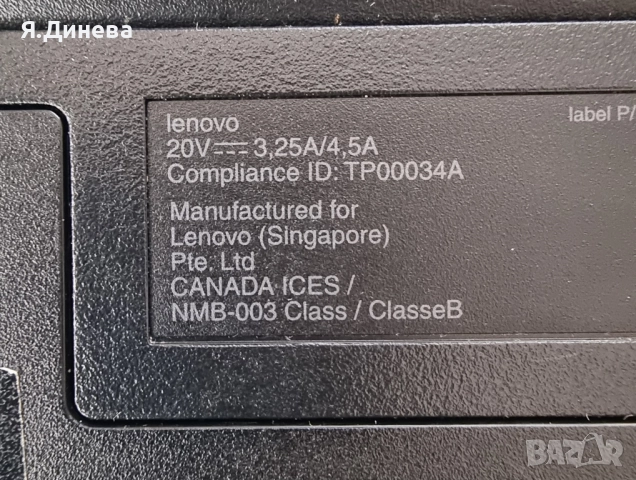 Я.Динева
label P/
lenovo
20V⎓ 3,25A/4,5A
Compliance ID: TP00034A
Manufactured for
Lenovo (Singapore)
Pte. Ltd
CANADA ICES /
NMB-003 Class / ClasseB
BAZAR